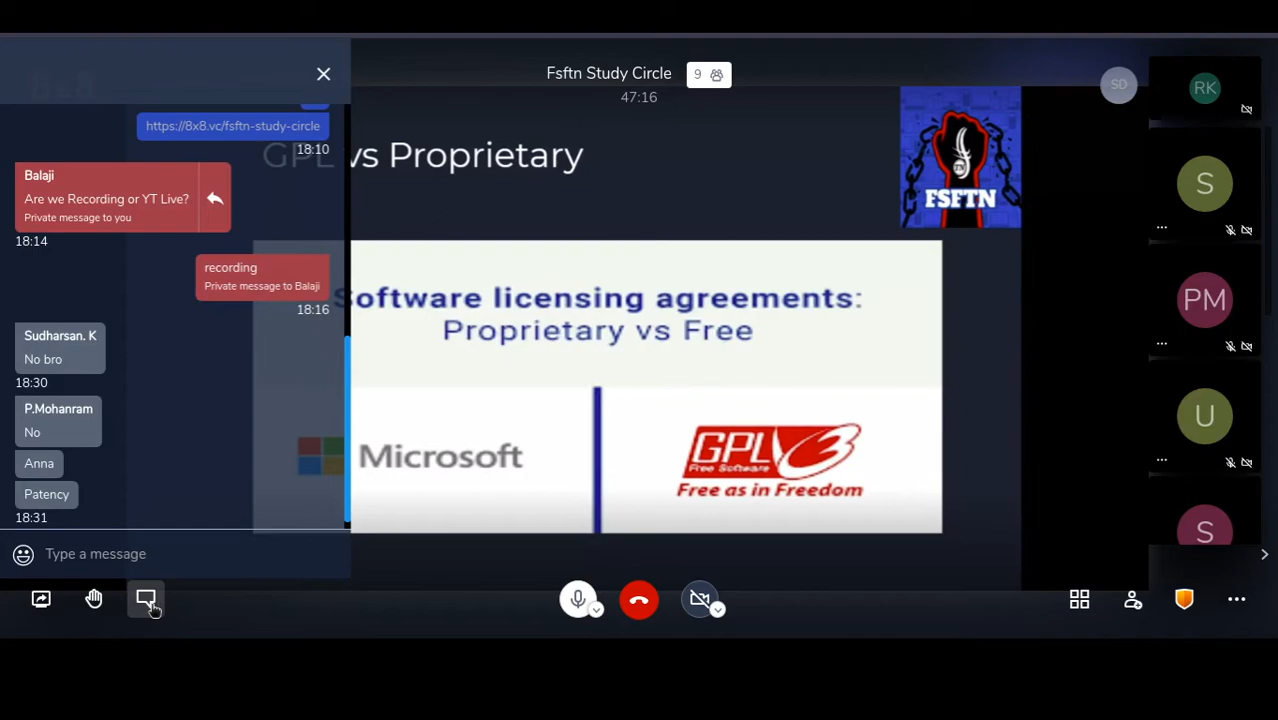 Fsftn Study Circle
9
47:16
SD
RK
https://8x8.vc/fsftn-study-circle
18:10
Balaji
Are we Recording or YT Live?
Private message to you
18:14
recording
Private message to Balaji
18:16
Sudharsan. K
No bro
18:30
P.Mohanram
No
Anna
Patency
18:31
Type a message
GPL vs Proprietary
FSFTN
Software licensing agreements:
Proprietary vs Free
Microsoft
GPL 3
Free Software
Free as in Freedom
S
PM
U
S